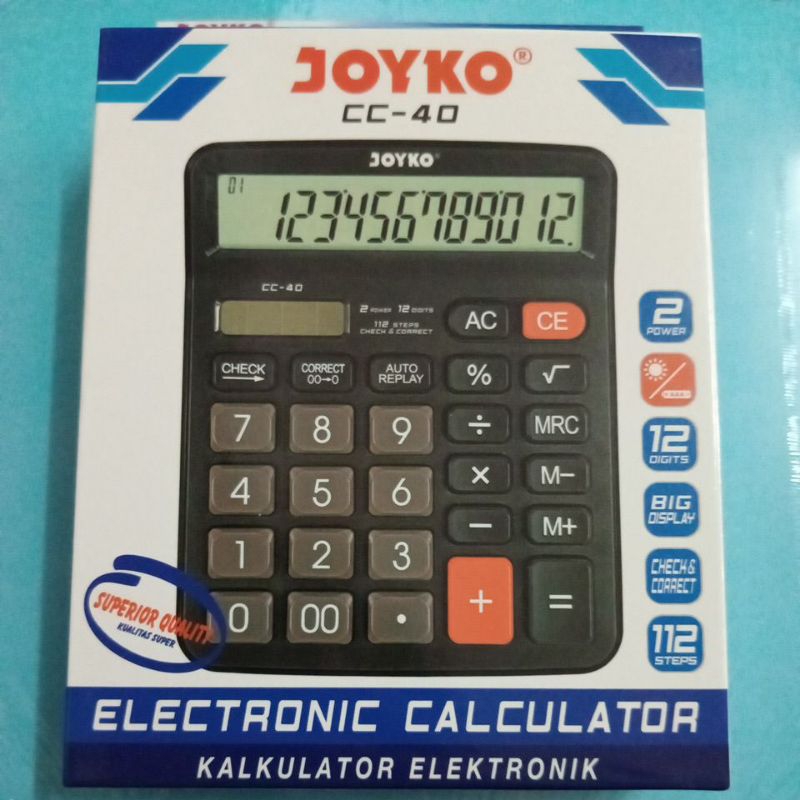 JOYKO®
CC-40
JOYKO®
01
123456789012.
CC-40
2 POWER 12 DIGITS
112 STEPS
CHECK & CORRECT
AC
CE
CHECK
CORRECT
00→0
AUTO
REPLAY
%
√
7
8
9
÷
MRC
4
5
6
×
M−
1
2
3
−
M+
0
00
•
+
=
2
POWER
12
DIGITS
BIG
DISPLAY
CHECK &
CORRECT
112
STEPS
SUPERIOR QUALITY
KUALITAS SUPER
ELECTRONIC CALCULATOR
KALKULATOR ELEKTRONIK